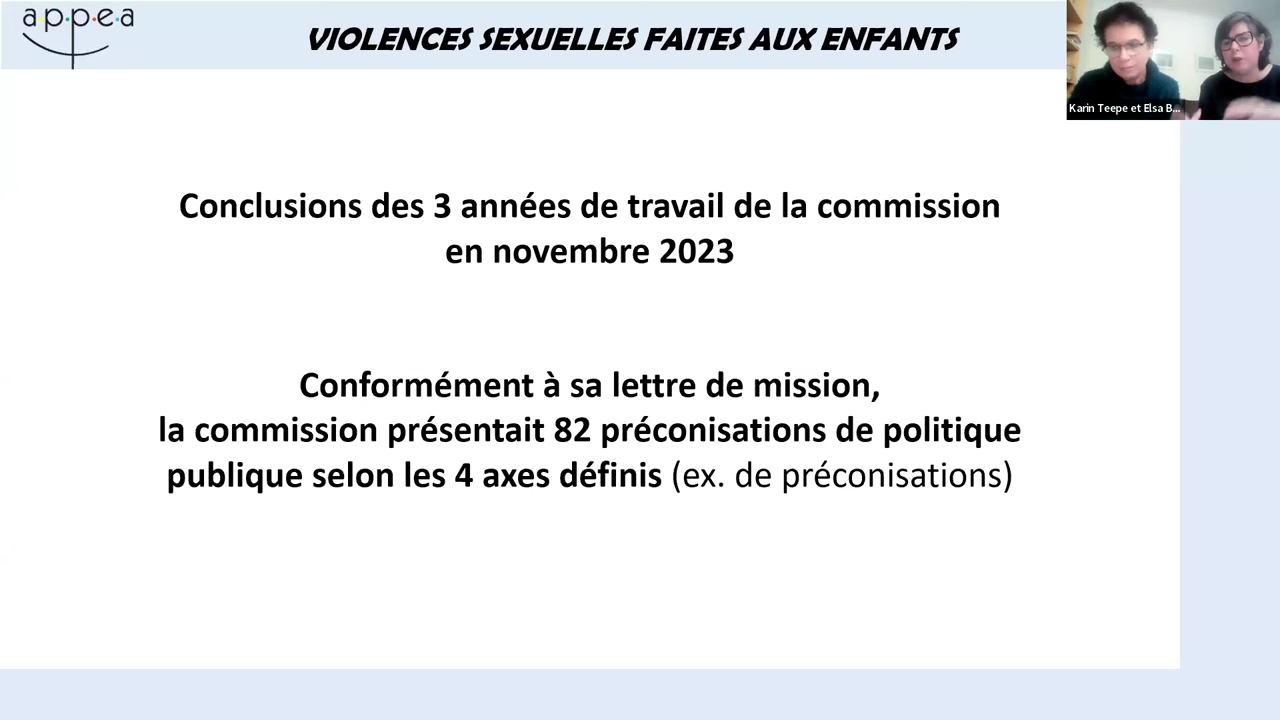 a·p·p·e·a
VIOLENCES SEXUELLES FAITES AUX ENFANTS
Karin Teepe et Elsa B...
Conclusions des 3 années de travail de la commission
en novembre 2023
Conformément à sa lettre de mission,
la commission présentait 82 préconisations de politique
publique selon les 4 axes définis (ex. de préconisations)